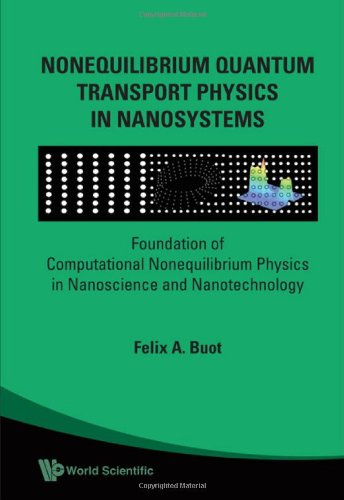 NONEQUILIBRIUM QUANTUM
TRANSPORT PHYSICS
IN NANOSYSTEMS
Foundation of
Computational Nonequilibrium Physics
in Nanoscience and Nanotechnology
Felix A. Buot
World Scientific